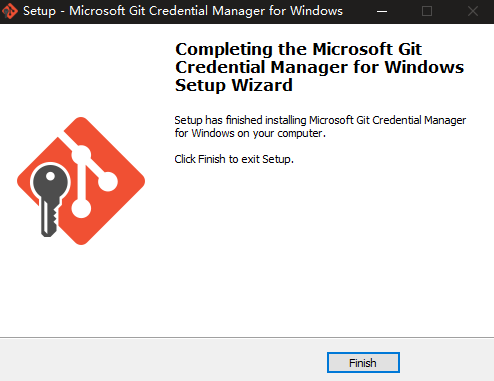 Setup - Microsoft Git Credential Manager for Windows
Completing the Microsoft Git
Credential Manager for Windows
Setup Wizard
Setup has finished installing Microsoft Git Credential Manager
for Windows on your computer.
Click Finish to exit Setup.
Finish